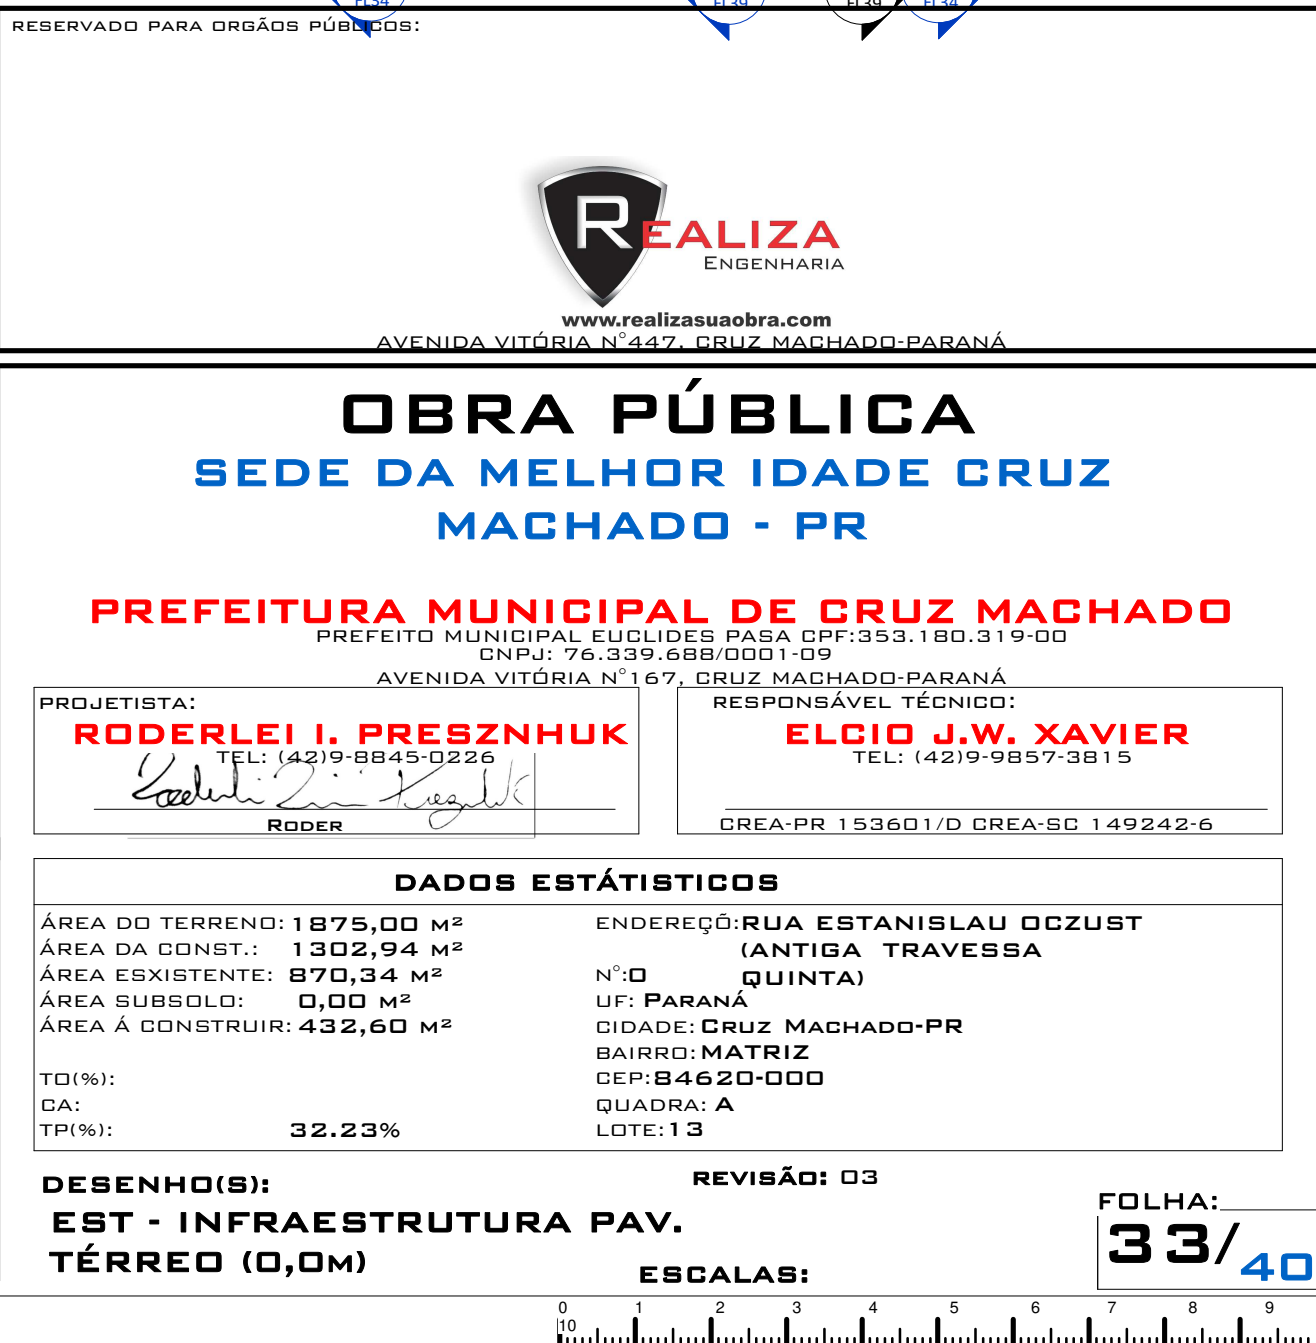 FL34 FL39 FL39 FL34
RESERVADO PARA ORGÃOS PÚBLICOS:
REALIZA
ENGENHARIA
www.realizasuaobra.com
AVENIDA VITÓRIA N°447, CRUZ MACHADO-PARANÁ
OBRA PÚBLICA
SEDE DA MELHOR IDADE CRUZ
MACHADO - PR
PREFEITURA MUNICIPAL DE CRUZ MACHADO
PREFEITO MUNICIPAL EUCLIDES PASA CPF:353.180.319-00
CNPJ: 76.339.688/0001-09
AVENIDA VITÓRIA N°167, CRUZ MACHADO-PARANÁ
PROJETISTA:
RODERLEI I. PRESZNHUK
TEL: (42)9-8845-0226
RODER
RESPONSÁVEL TÉCNICO:
ELCIO J.W. XAVIER
TEL: (42)9-9857-3815
CREA-PR 153601/D CREA-SC 149242-6
DADOS ESTÁTISTICOS
ÁREA DO TERRENO: 1875,00 M²
ÁREA DA CONST.: 1302,94 M²
ÁREA ESXISTENTE: 870,34 M²
ÁREA SUBSOLO: 0,00 M²
ÁREA Á CONSTRUIR: 432,60 M²
TO(%):
CA:
TP(%): 32.23%
ENDEREÇÕ: RUA ESTANISLAU OCZUST
(ANTIGA TRAVESSA
N°:0 QUINTA)
UF: PARANÁ
CIDADE: CRUZ MACHADO-PR
BAIRRO: MATRIZ
CEP:84620-000
QUADRA: A
LOTE:13
DESENHO(S):
EST - INFRAESTRUTURA PAV.
TÉRREO (0,0M)
REVISÃO: 03
ESCALAS:
FOLHA:
33/40
0 1 2 3 4 5 6 7 8 9
10